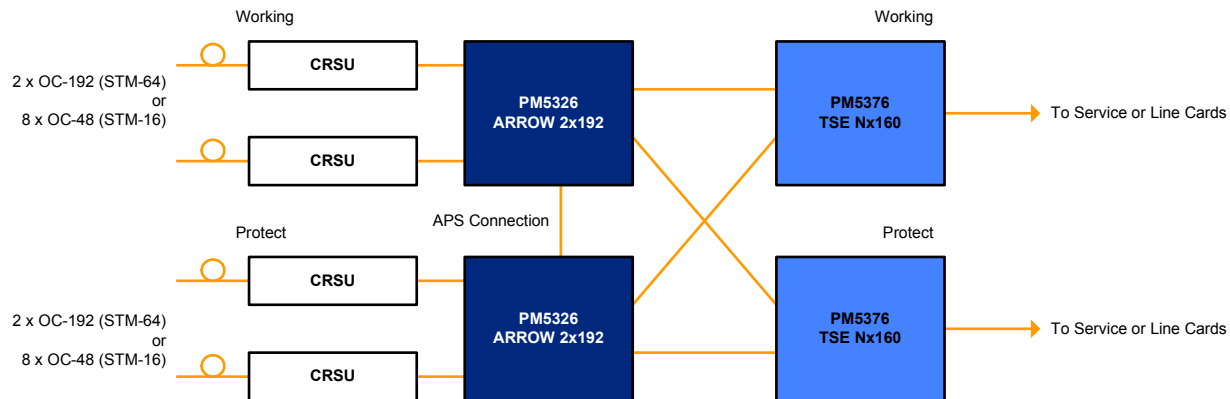 Working
Working
CRSU
2 x OC-192 (STM-64)
or
8 x OC-48 (STM-16)
PM5326
ARROW 2x192
PM5376
TSE Nx160
To Service or Line Cards
CRSU
APS Connection
Protect
Protect
CRSU
2 x OC-192 (STM-64)
or
8 x OC-48 (STM-16)
PM5326
ARROW 2x192
PM5376
TSE Nx160
To Service or Line Cards
CRSU